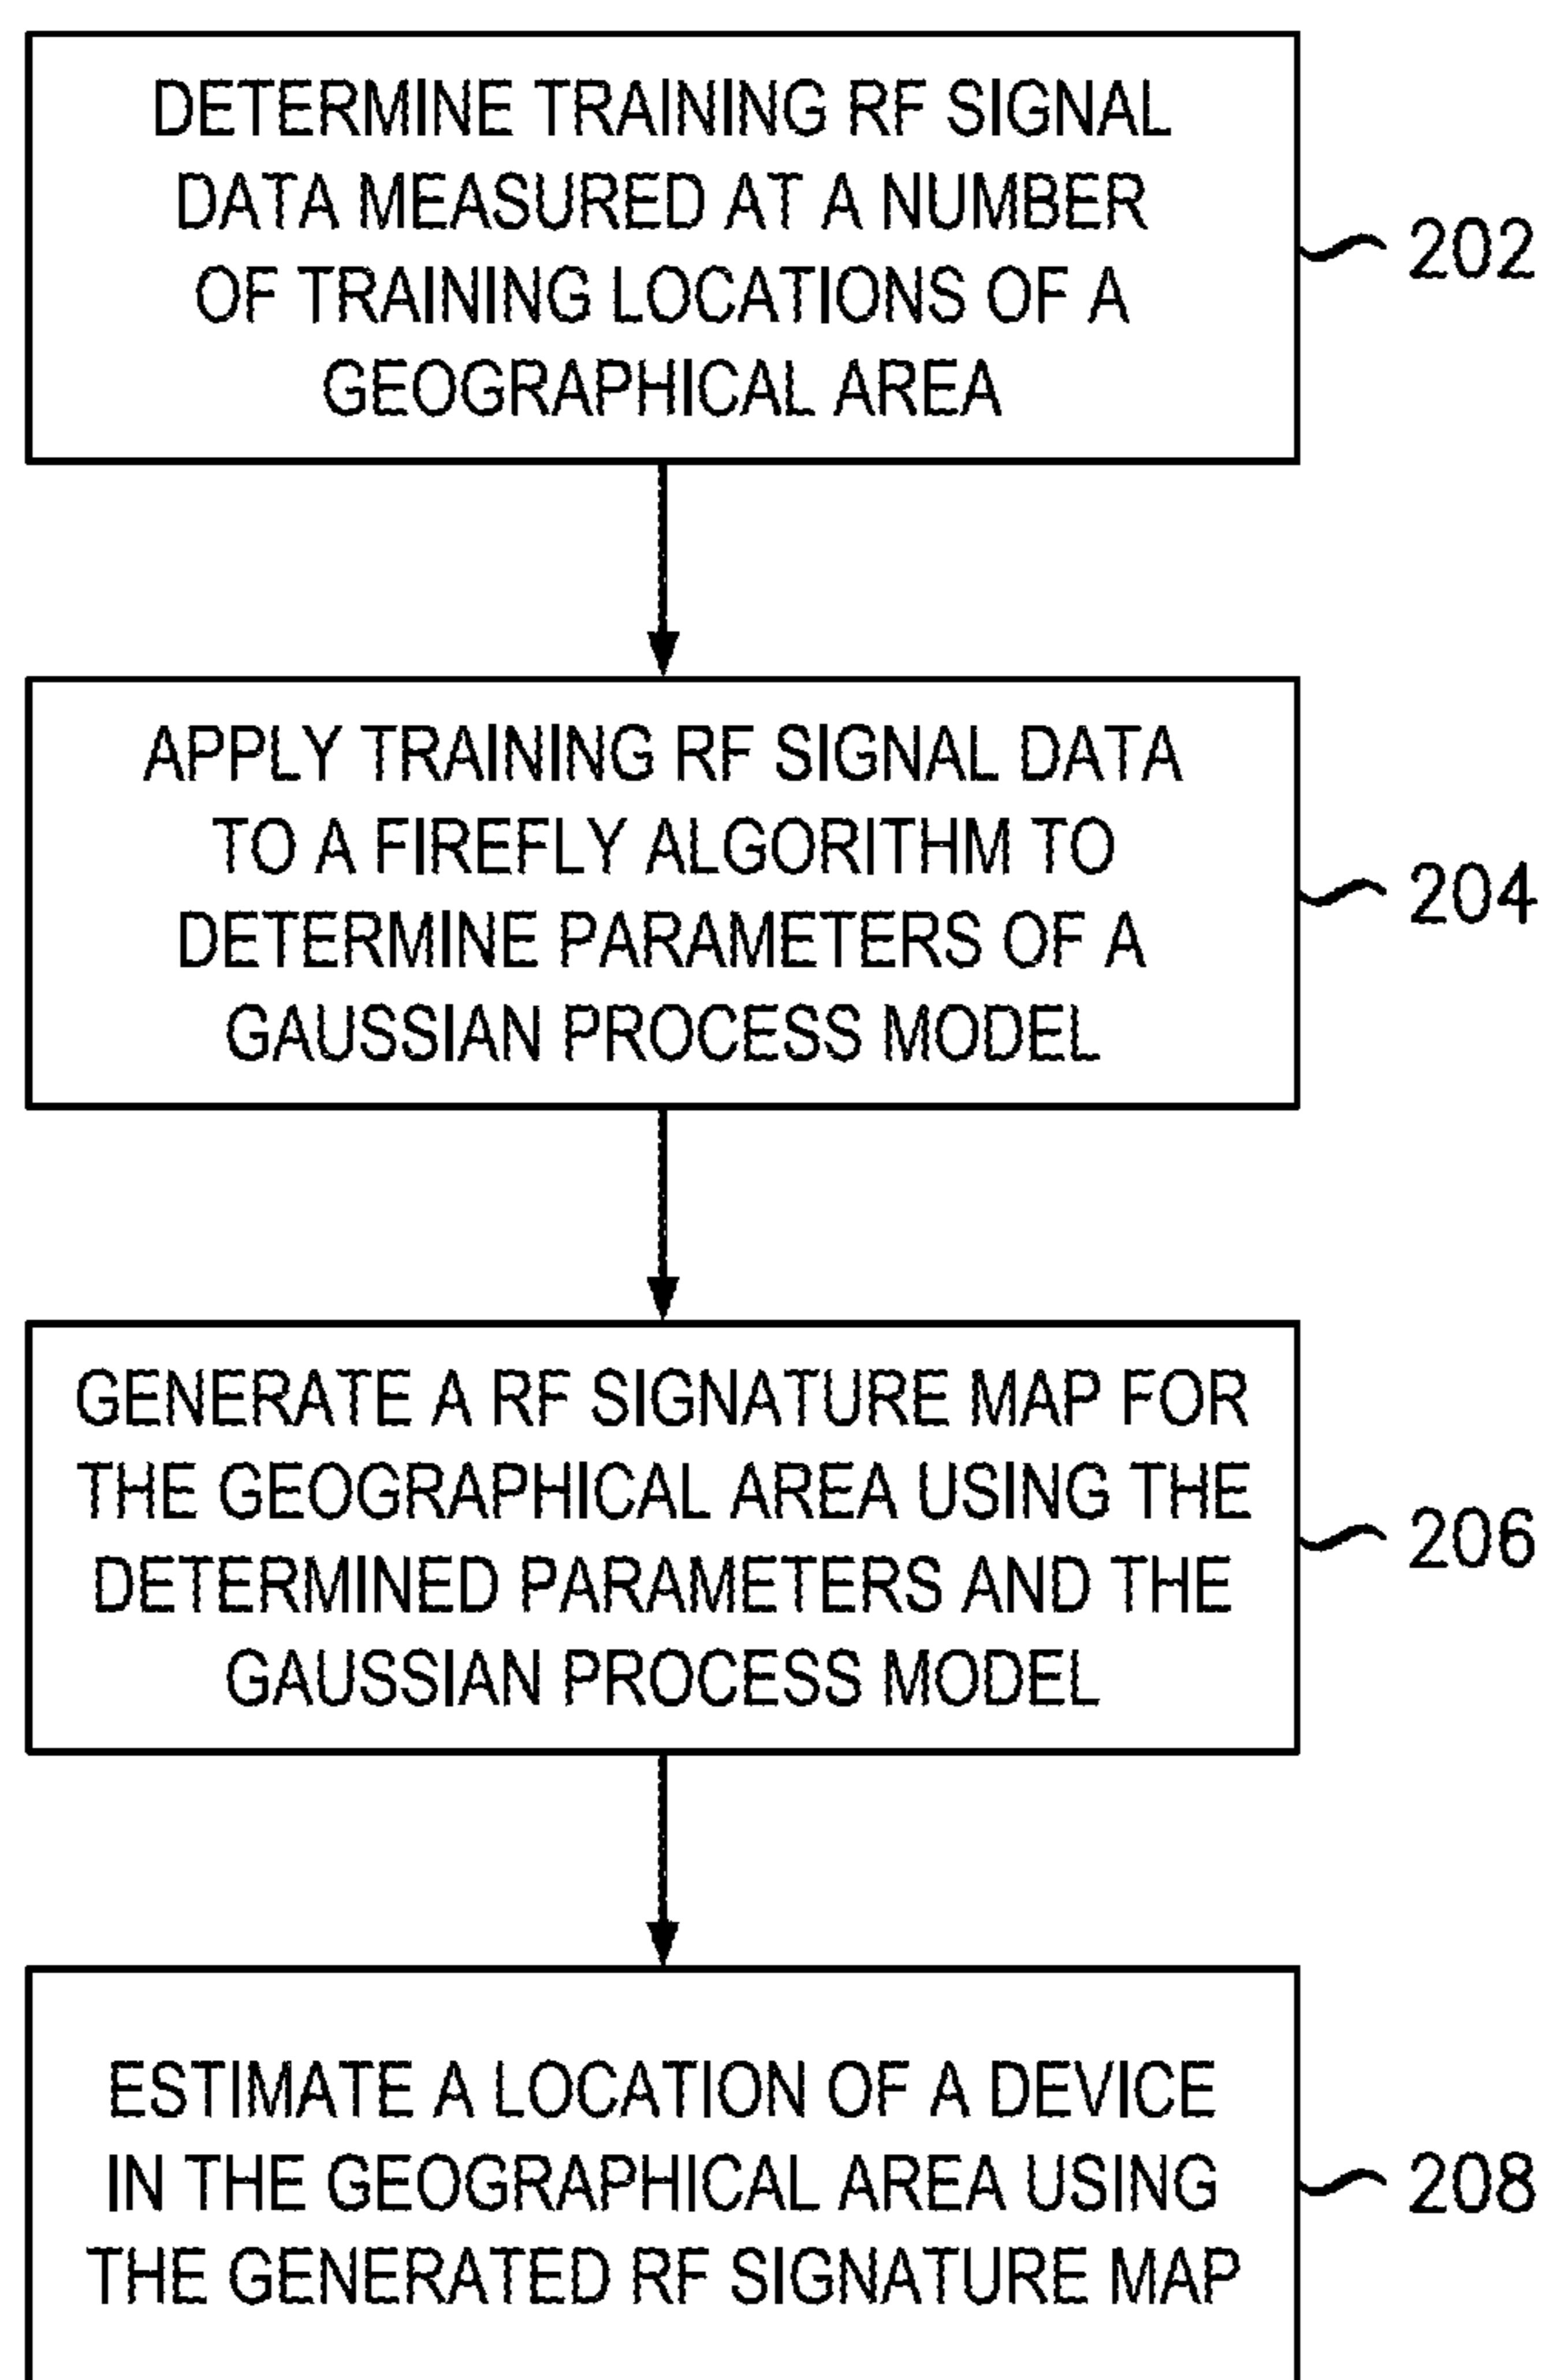 DETERMINE TRAINING RF SIGNAL
DATA MEASURED AT A NUMBER
OF TRAINING LOCATIONS OF A
GEOGRAPHICAL AREA
202
APPLY TRAINING RF SIGNAL DATA
TO A FIREFLY ALGORITHM TO
DETERMINE PARAMETERS OF A
GAUSSIAN PROCESS MODEL
204
GENERATE A RF SIGNATURE MAP FOR
THE GEOGRAPHICAL AREA USING THE
DETERMINED PARAMETERS AND THE
GAUSSIAN PROCESS MODEL
206
ESTIMATE A LOCATION OF A DEVICE
IN THE GEOGRAPHICAL AREA USING
THE GENERATED RF SIGNATURE MAP
208